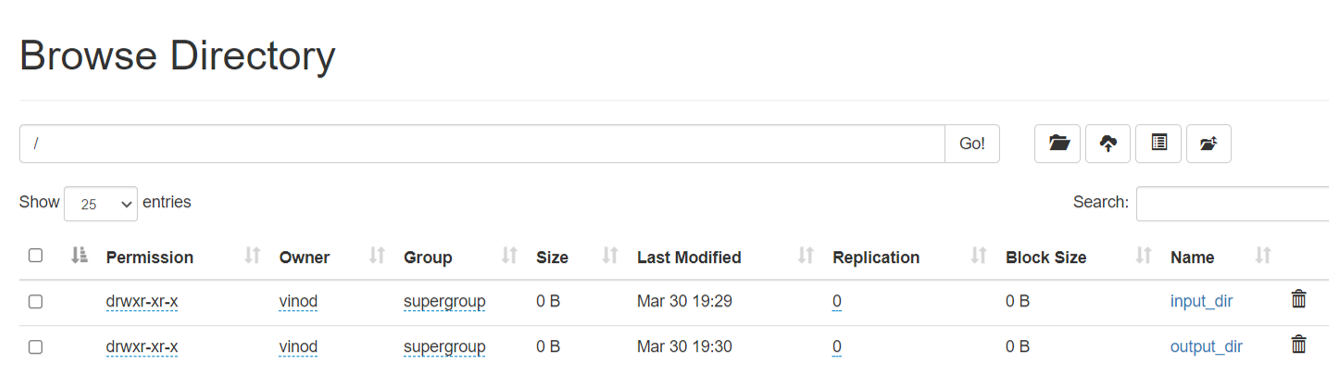 Browse Directory
/ Go!
Show 25 entries Search:
Permission Owner Group Size Last Modified Replication Block Size Name
drwxr-xr-x vinod supergroup 0 B Mar 30 19:29 0 0 B input_dir
drwxr-xr-x vinod supergroup 0 B Mar 30 19:30 0 0 B output_dir